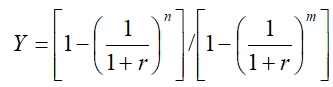 Y = [1 − (1/(1 + r))^n] / [1 − (1/(1 + r))^m]